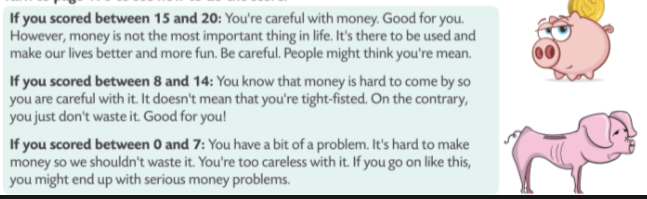 If you scored between 15 and 20: You're careful with money. Good for you.
However, money is not the most important thing in life. It's there to be used and
make our lives better and more fun. Be careful. People might think you're mean.
If you scored between 8 and 14: You know that money is hard to come by so
you are careful with it. It doesn't mean that you're tight-fisted. On the contrary,
you just don't waste it. Good for you!
If you scored between 0 and 7: You have a bit of a problem. It's hard to make
money so we shouldn't waste it. You're too careless with it. If you go on like this,
you might end up with serious money problems.